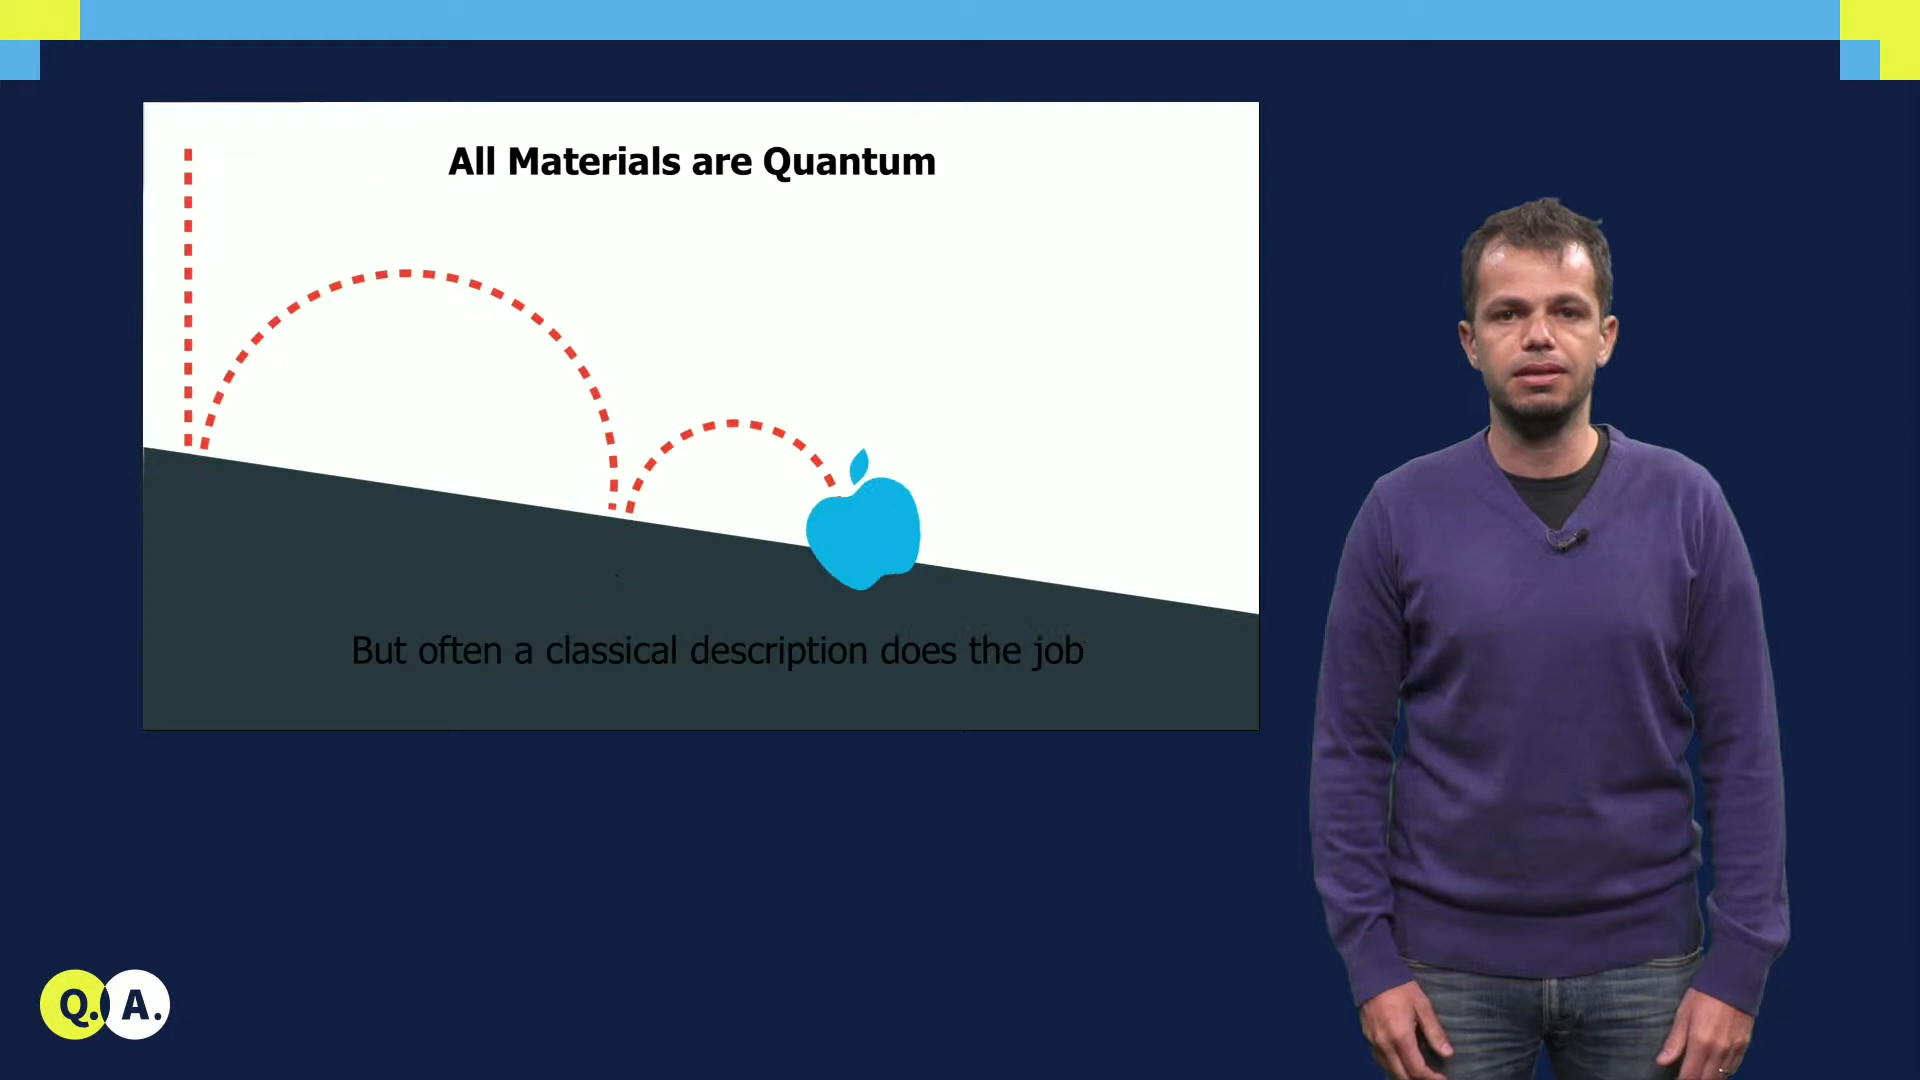 All Materials are Quantum
But often a classical description does the job
Q. A.